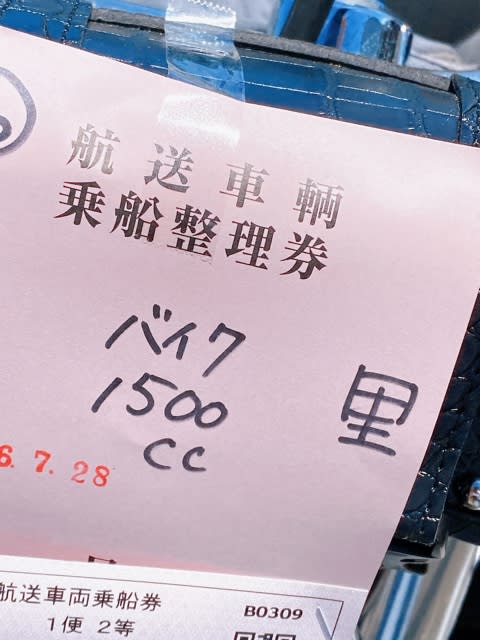 航送車輌
乗船整理券
バイク
1500
cc
里
6.7.28
航送車両乗船券
B0309
1便 2等